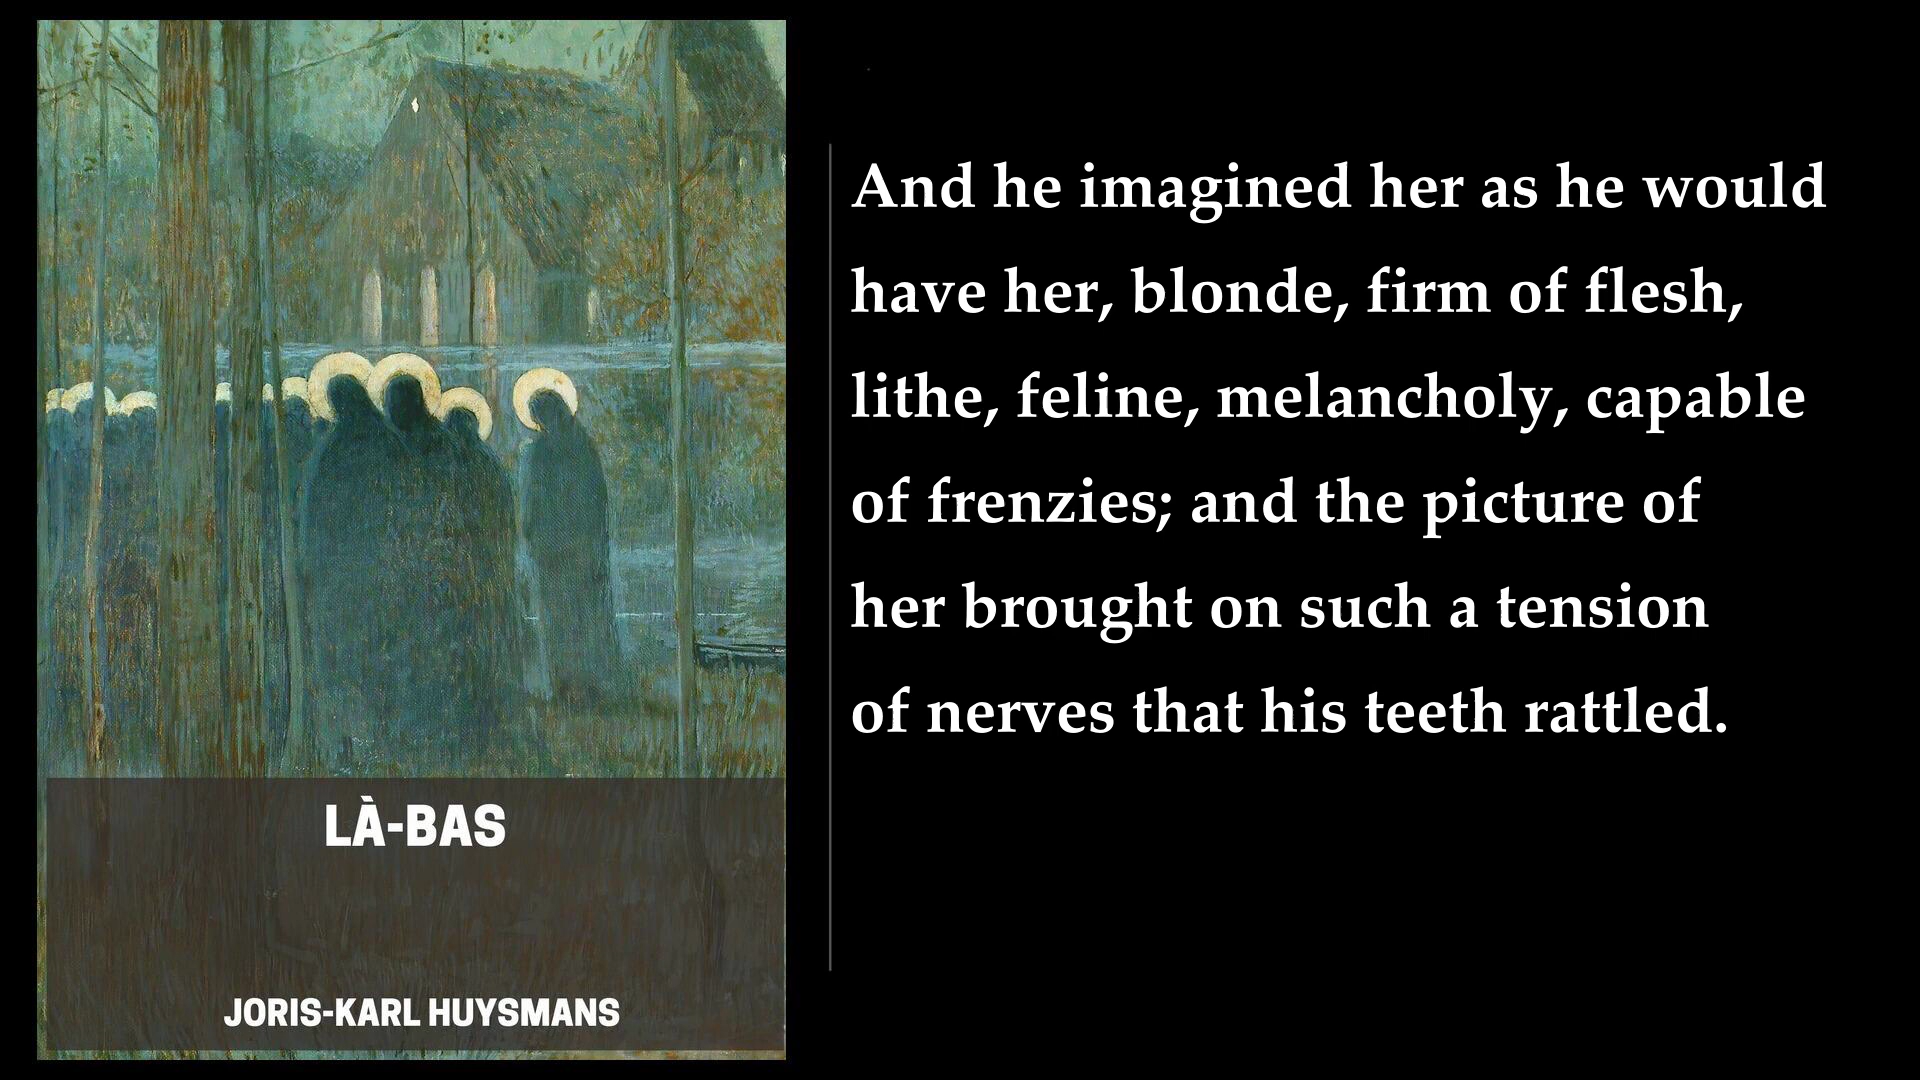 LÀ-BAS
JORIS-KARL HUYSMANS
And he imagined her as he would
have her, blonde, firm of flesh,
lithe, feline, melancholy, capable
of frenzies; and the picture of
her brought on such a tension
of nerves that his teeth rattled.